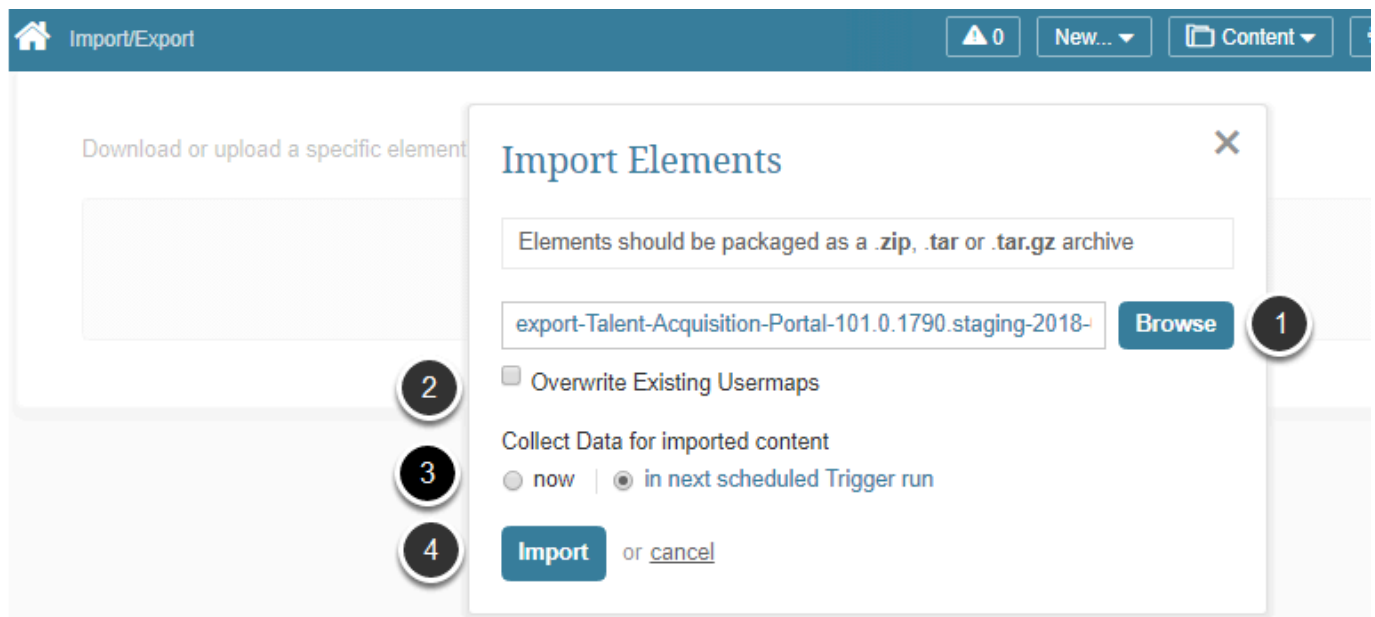 Import/Export
0
New...
Content
Download or upload a specific element
Import Elements
Elements should be packaged as a .zip, .tar or .tar.gz archive
export-Talent-Acquisition-Portal-101.0.1790.staging-2018-
Browse
1
2
Overwrite Existing Usermaps
Collect Data for imported content
3
now
in next scheduled Trigger run
4
Import or cancel